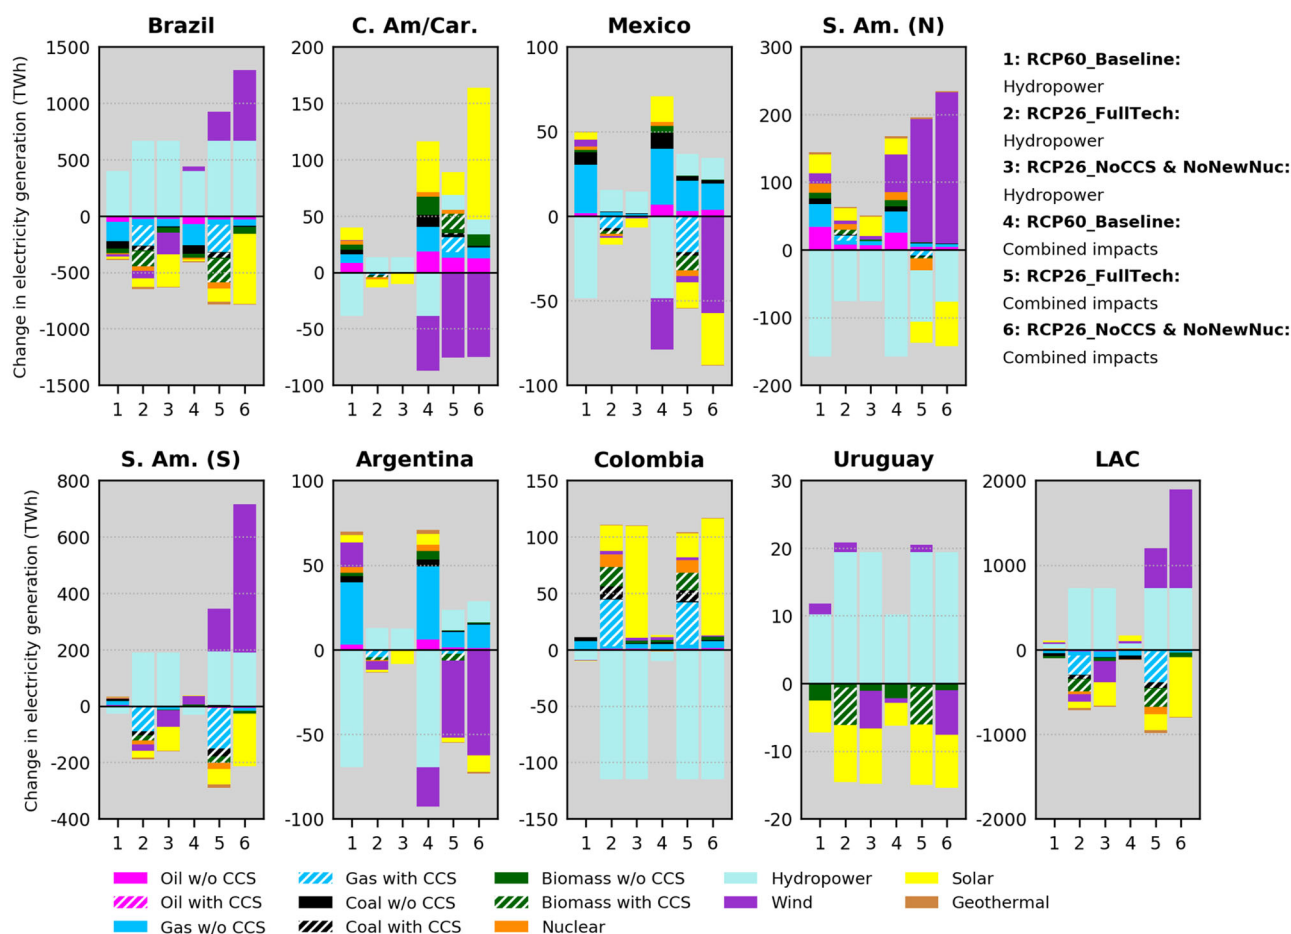 Brazil
C. Am/Car.
Mexico
S. Am. (N)
Change in electricity generation (TWh)
1500
1000
500
0
-500
-1000
-1500
1 2 3 4 5 6
200
150
100
50
0
-50
-100
1 2 3 4 5 6
100
50
0
-50
-100
1 2 3 4 5 6
300
200
100
0
-100
-200
1 2 3 4 5 6
1: RCP60_Baseline:
Hydropower
2: RCP26_FullTech:
Hydropower
3: RCP26_NoCCS & NoNewNuc:
Hydropower
4: RCP60_Baseline:
Combined impacts
5: RCP26_FullTech:
Combined impacts
6: RCP26_NoCCS & NoNewNuc:
Combined impacts
S. Am. (S)
Argentina
Colombia
Uruguay
LAC
Change in electricity generation (TWh)
800
600
400
200
0
-200
-400
1 2 3 4 5 6
100
50
0
-50
-100
1 2 3 4 5 6
150
100
50
0
-50
-100
-150
1 2 3 4 5 6
30
20
10
0
-10
-20
1 2 3 4 5 6
2000
1000
0
-1000
-2000
1 2 3 4 5 6
Oil w/o CCS
Oil with CCS
Gas w/o CCS
Gas with CCS
Coal w/o CCS
Coal with CCS
Biomass w/o CCS
Biomass with CCS
Nuclear
Hydropower
Wind
Solar
Geothermal